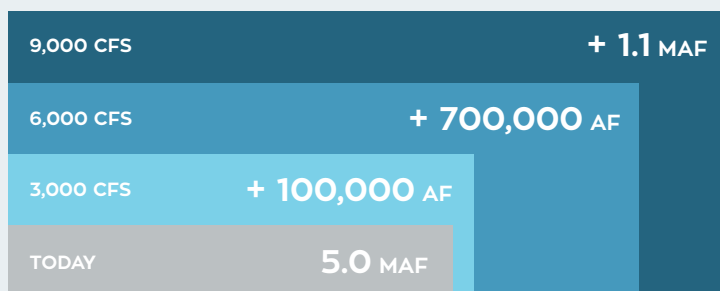 9,000 CFS + 1.1 MAF
6,000 CFS + 700,000 AF
3,000 CFS + 100,000 AF
TODAY 5.0 MAF